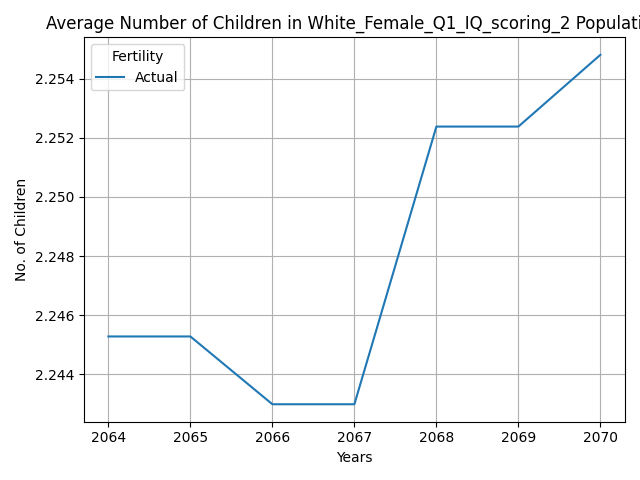 Average Number of Children in White_Female_Q1_IQ_scoring_2 Populati
Fertility
Actual
No. of Children
2.254
2.252
2.250
2.248
2.246
2.244
2064 2065 2066 2067 2068 2069 2070
Years